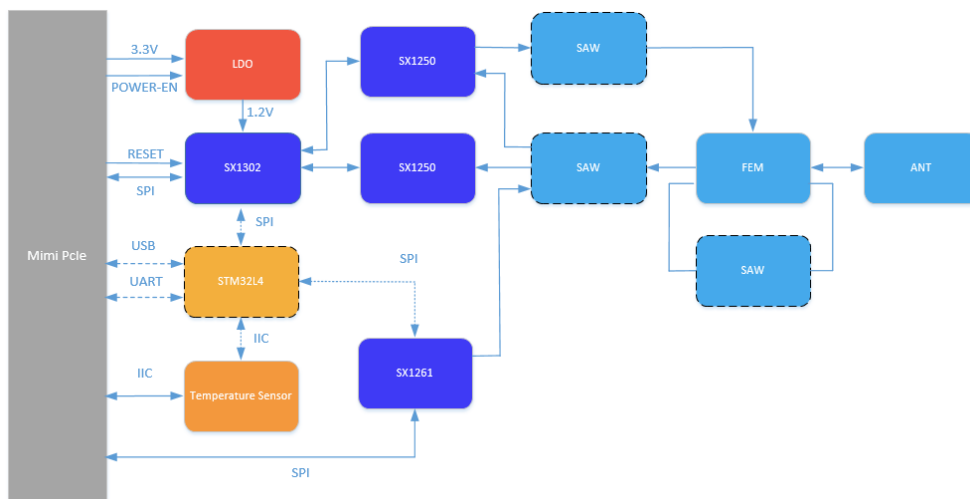 3.3V
POWER-EN
LDO
1.2V
SX1250
SAW
RESET
SPI
SX1302
SX1250
SAW
FEM
ANT
SPI
Mimi Pcle
USB
UART
STM32L4
SPI
SAW
IIC
IIC
Temperature Sensor
SX1261
SPI